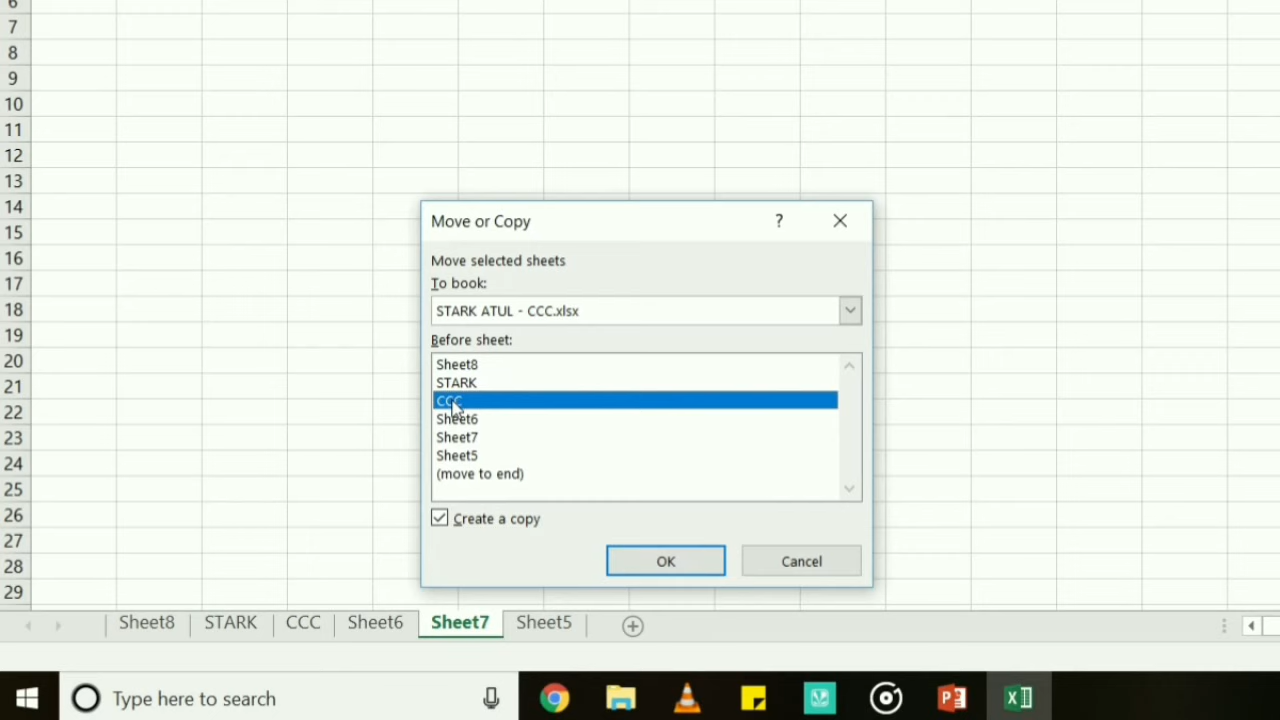 6
7
8
9
10
11
12
13
14
15
16
17
18
19
20
21
22
23
24
25
26
27
28
29
Move or Copy ?
Move selected sheets
To book:
STARK ATUL - CCC.xlsx
Before sheet:
Sheet8
STARK
CCC
Sheet6
Sheet7
Sheet5
(move to end)
Create a copy
OK Cancel
Sheet8 STARK CCC Sheet6 Sheet7 Sheet5
Type here to search